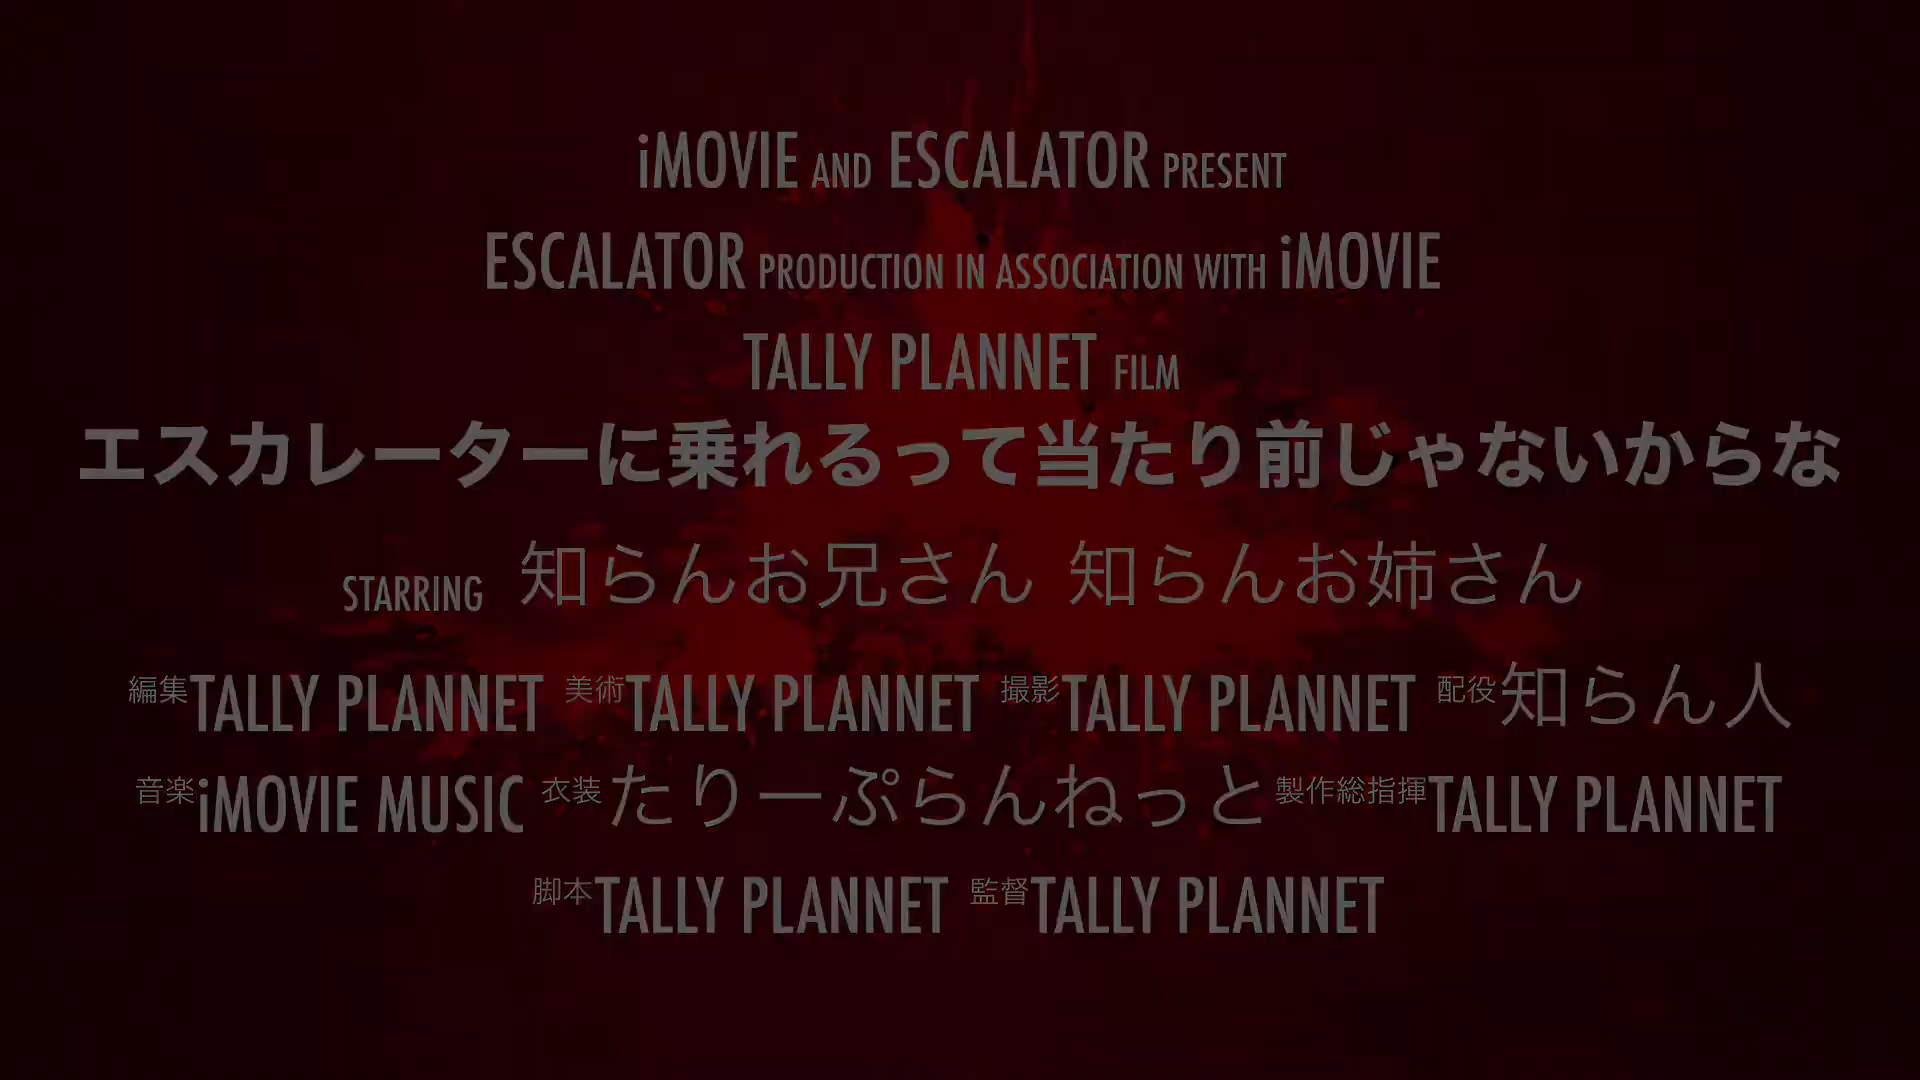 iMOVIE AND ESCALATOR PRESENT
ESCALATOR PRODUCTION IN ASSOCIATION WITH iMOVIE
TALLY PLANNET FILM
エスカレーターに乗れるって当たり前じゃないからな
STARRING 知らんお兄さん 知らんお姉さん
編集TALLY PLANNET 美術TALLY PLANNET 撮影TALLY PLANNET 配役知らん人
音楽iMOVIE MUSIC 衣装たりーぷらんねっと 製作総指揮TALLY PLANNET
脚本TALLY PLANNET 監督TALLY PLANNET